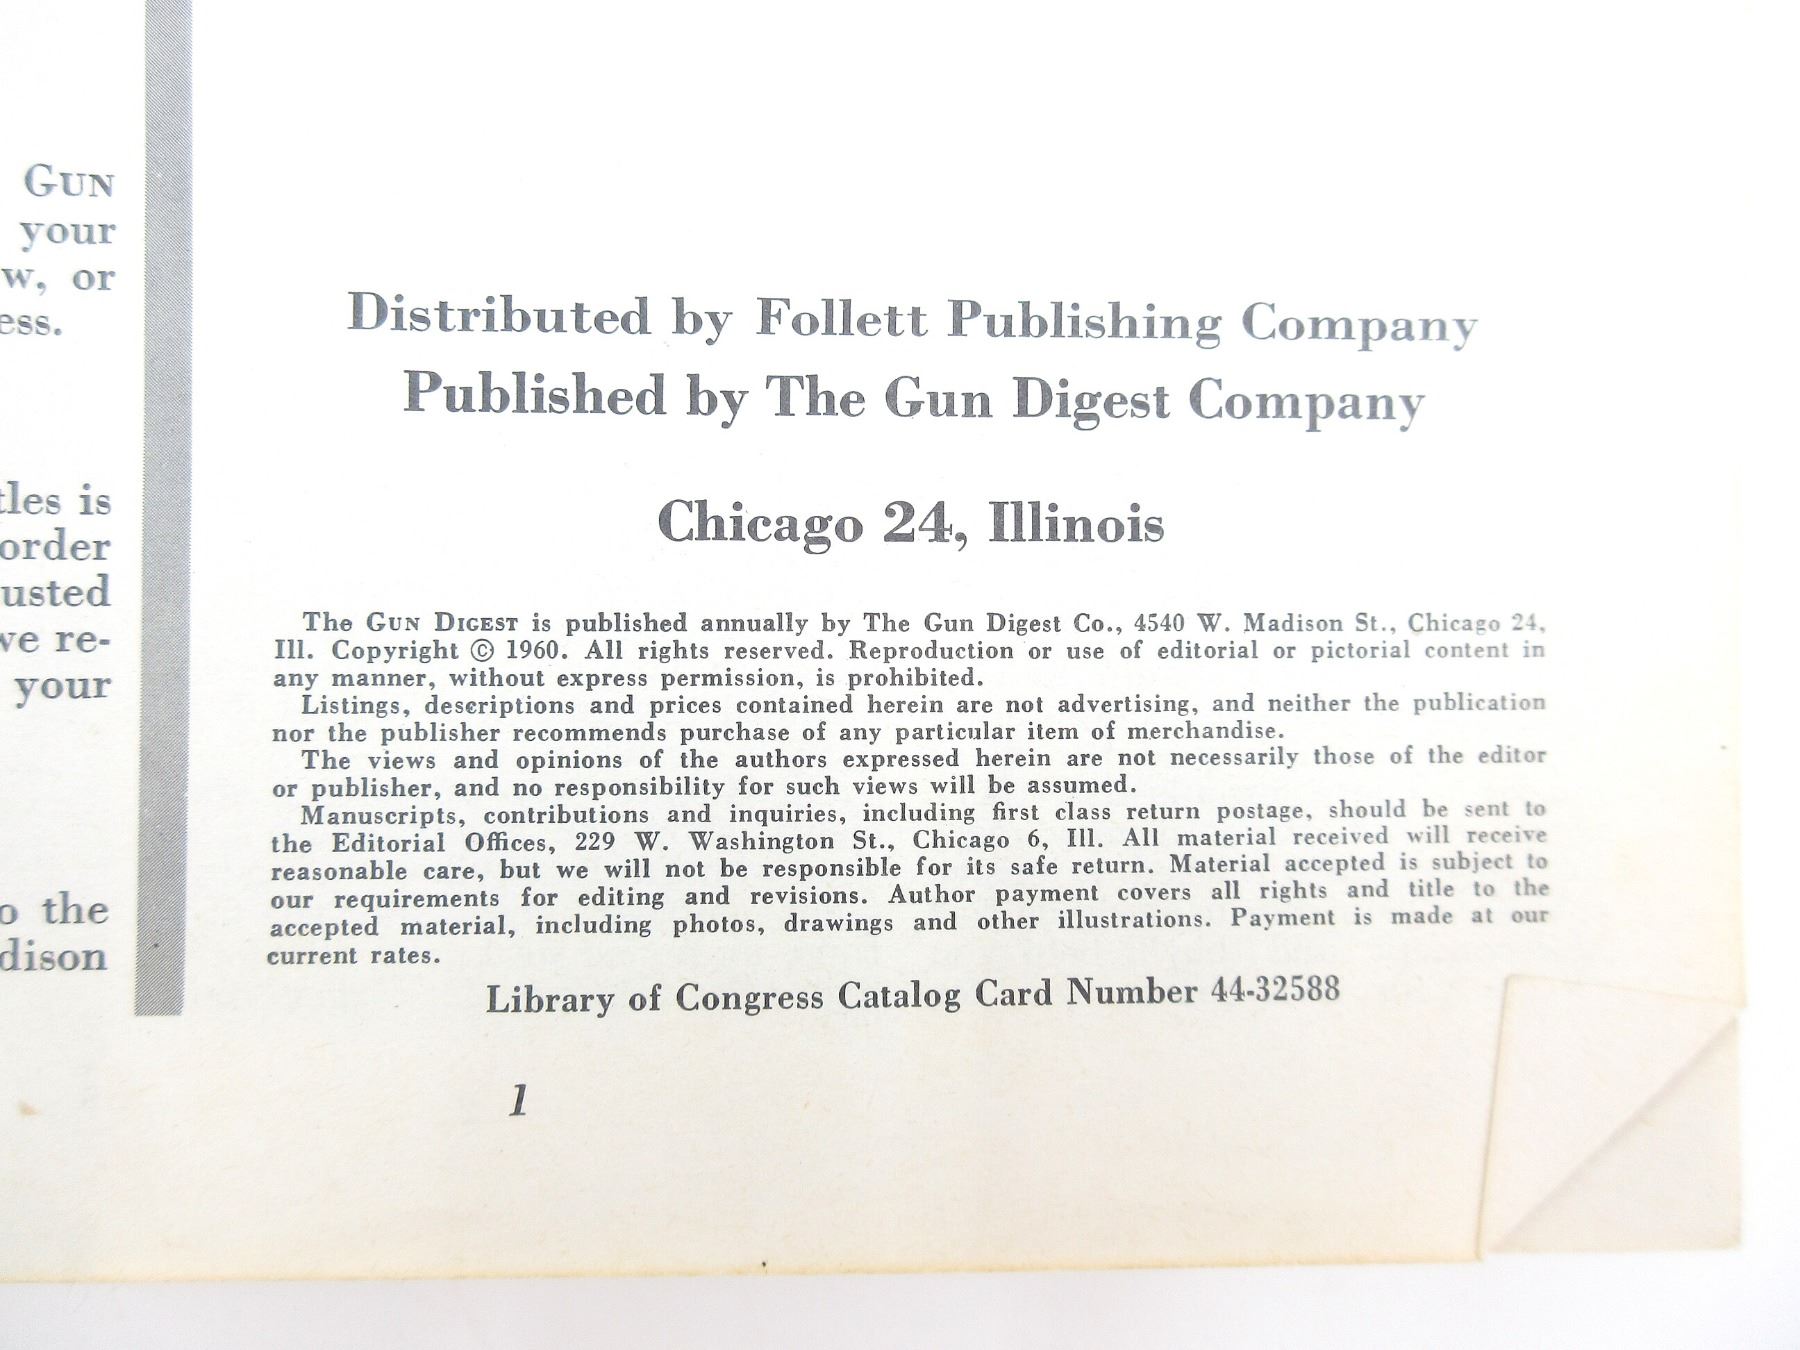 GUN
your
w, or
ess.
tles is
order
usted
ve re-
your
o the
dison
Distributed by Follett Publishing Company
Published by The Gun Digest Company
Chicago 24, Illinois
The GUN DIGEST is published annually by The Gun Digest Co., 4540 W. Madison St., Chicago 24,
Ill. Copyright © 1960. All rights reserved. Reproduction or use of editorial or pictorial content in
any manner, without express permission, is prohibited.
Listings, descriptions and prices contained herein are not advertising, and neither the publication
nor the publisher recommends purchase of any particular item of merchandise.
The views and opinions of the authors expressed herein are not necessarily those of the editor
or publisher, and no responsibility for such views will be assumed.
Manuscripts, contributions and inquiries, including first class return postage, should be sent to
the Editorial Offices, 229 W. Washington St., Chicago 6, Ill. All material received will receive
reasonable care, but we will not be responsible for its safe return. Material accepted is subject to
our requirements for editing and revisions. Author payment covers all rights and title to the
accepted material, including photos, drawings and other illustrations. Payment is made at our
current rates.
Library of Congress Catalog Card Number 44-32588
1